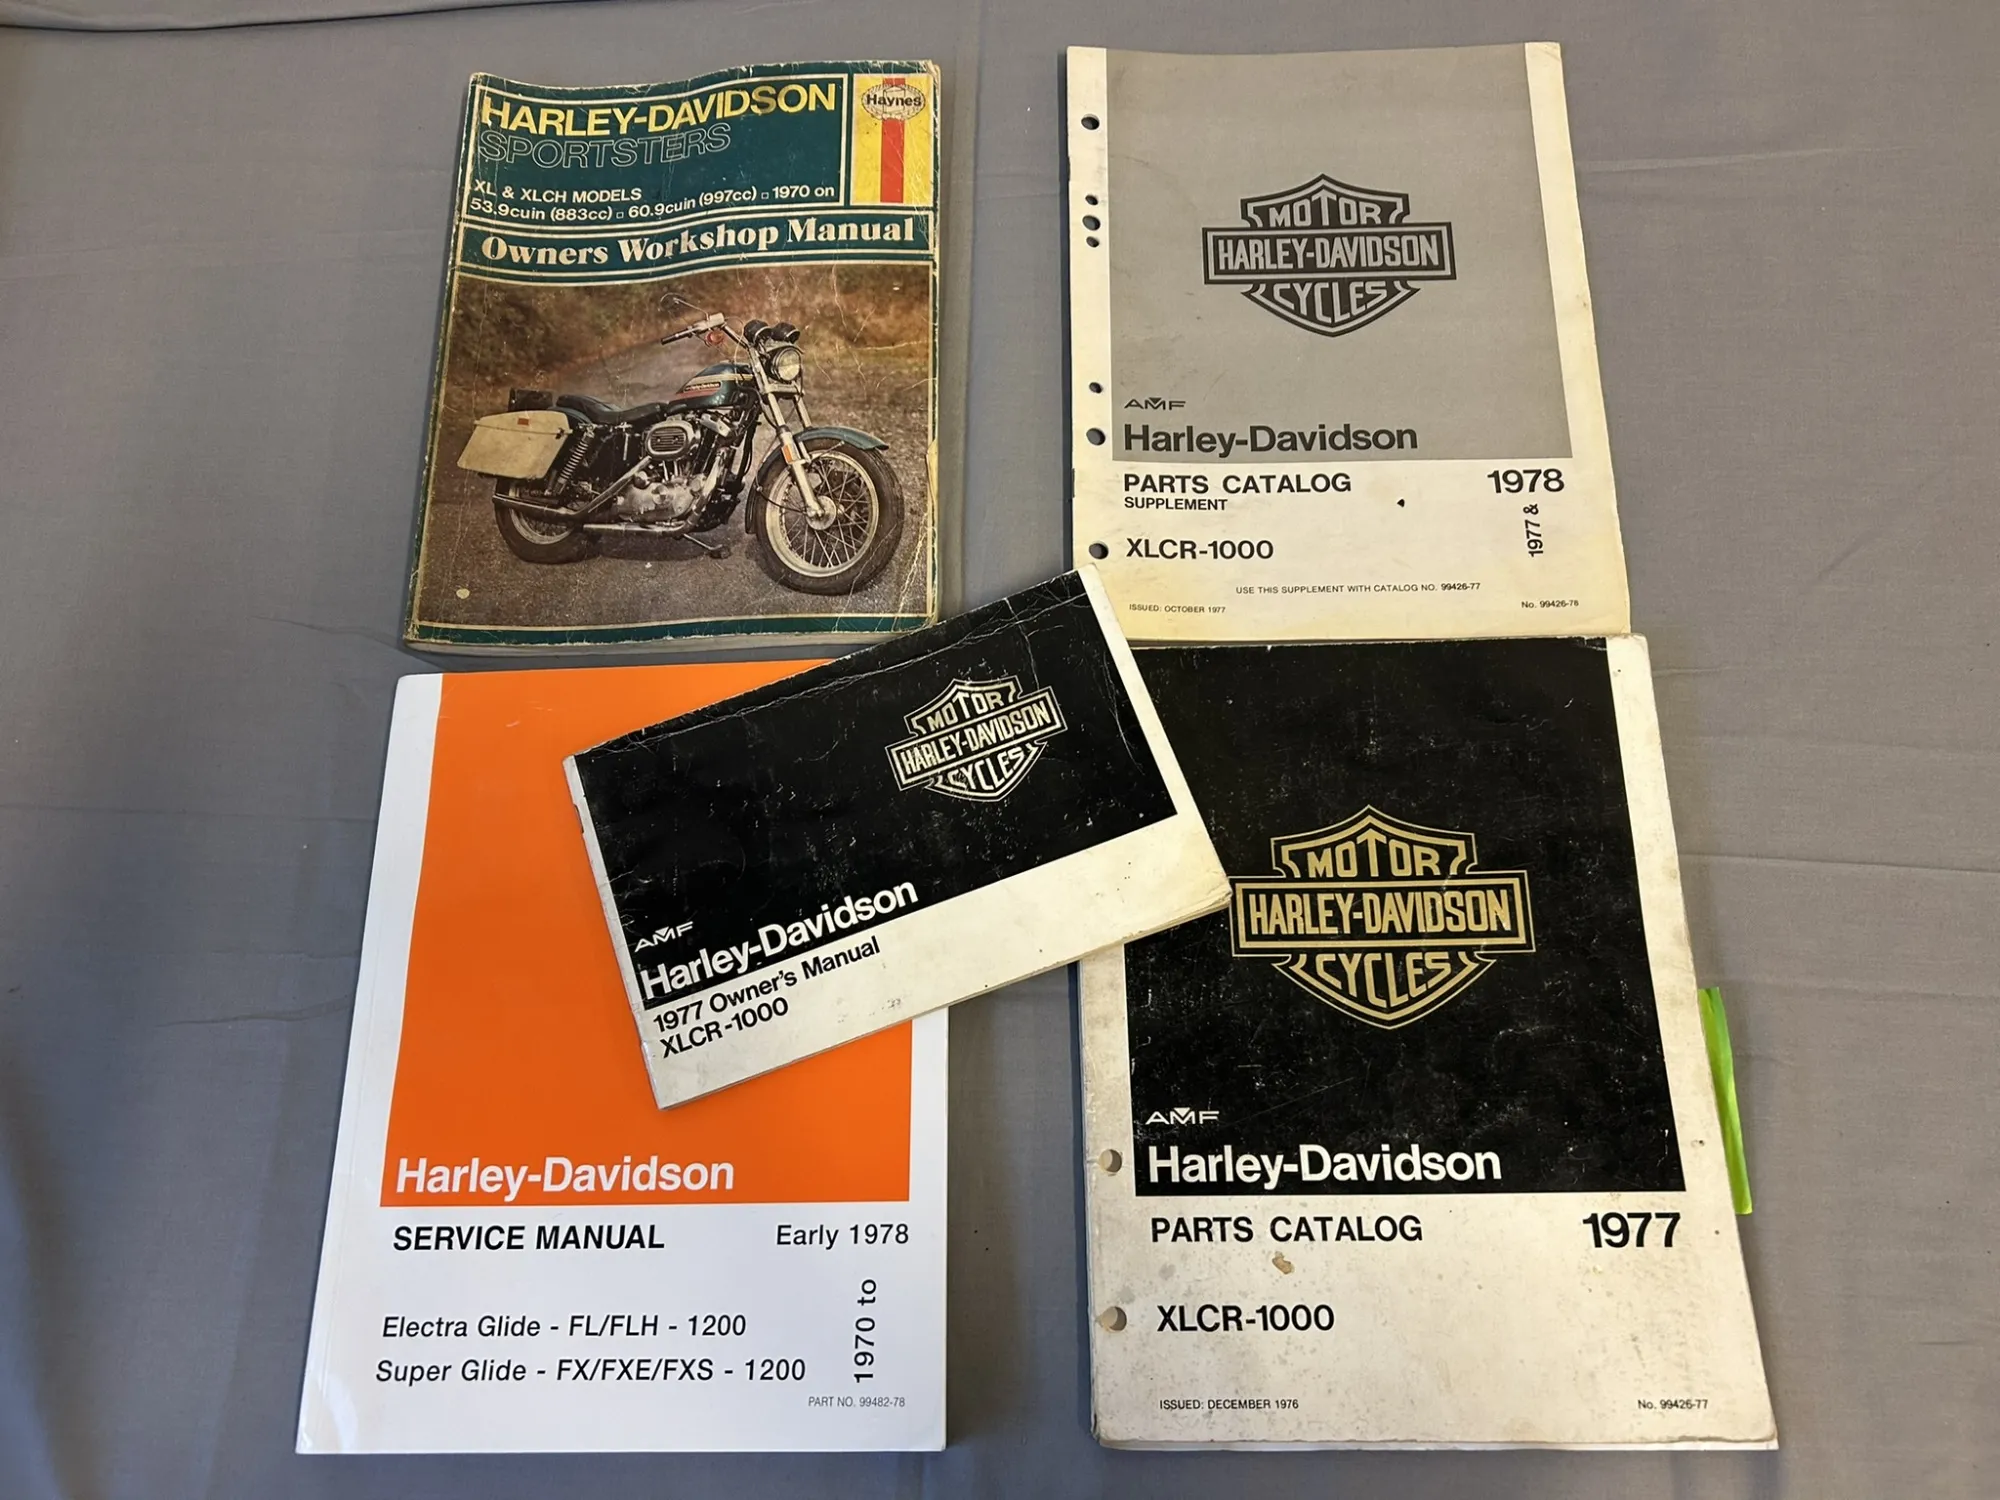 HARLEY-DAVIDSON
SPORTSTERS
XL & XLCH MODELS
53.9cuin (883cc) □ 60.9cuin (997cc) □ 1970 on
Haynes
Owners Workshop Manual
MOTOR
HARLEY-DAVIDSON
CYCLES
AMF
Harley-Davidson
PARTS CATALOG
SUPPLEMENT
1978
1977 &
XLCR-1000
USE THIS SUPPLEMENT WITH CATALOG NO. 99426-77
ISSUED: OCTOBER 1977
No. 99426-78
MOTOR
HARLEY-DAVIDSON
CYCLES
AMF
Harley-Davidson
1977 Owner's Manual
XLCR-1000
Harley-Davidson
SERVICE MANUAL
Early 1978
1970 to
Electra Glide - FL/FLH - 1200
Super Glide - FX/FXE/FXS - 1200
PART NO. 99482-78
MOTOR
HARLEY-DAVIDSON
CYCLES
AMF
Harley-Davidson
PARTS CATALOG
1977
XLCR-1000
ISSUED: DECEMBER 1976
No. 99426-77